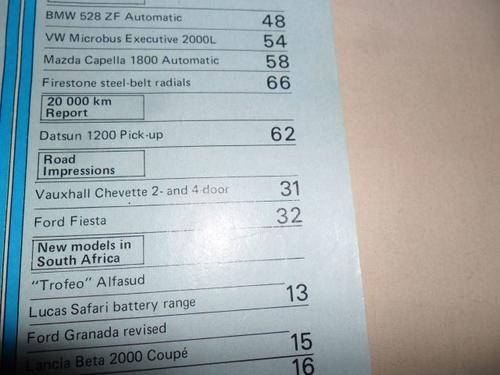 BMW 528 ZF Automatic 48
VW Microbus Executive 2000L 54
Mazda Capella 1800 Automatic 58
Firestone steel-belt radials 66
20 000 km
Report
Datsun 1200 Pick-up 62
Road
Impressions
Vauxhall Chevette 2- and 4 door 31
Ford Fiesta 32
New models in
South Africa
"Trofeo" Alfasud
Lucas Safari battery range 13
Ford Granada revised
Lancia Beta 2000 Coupé 15
16